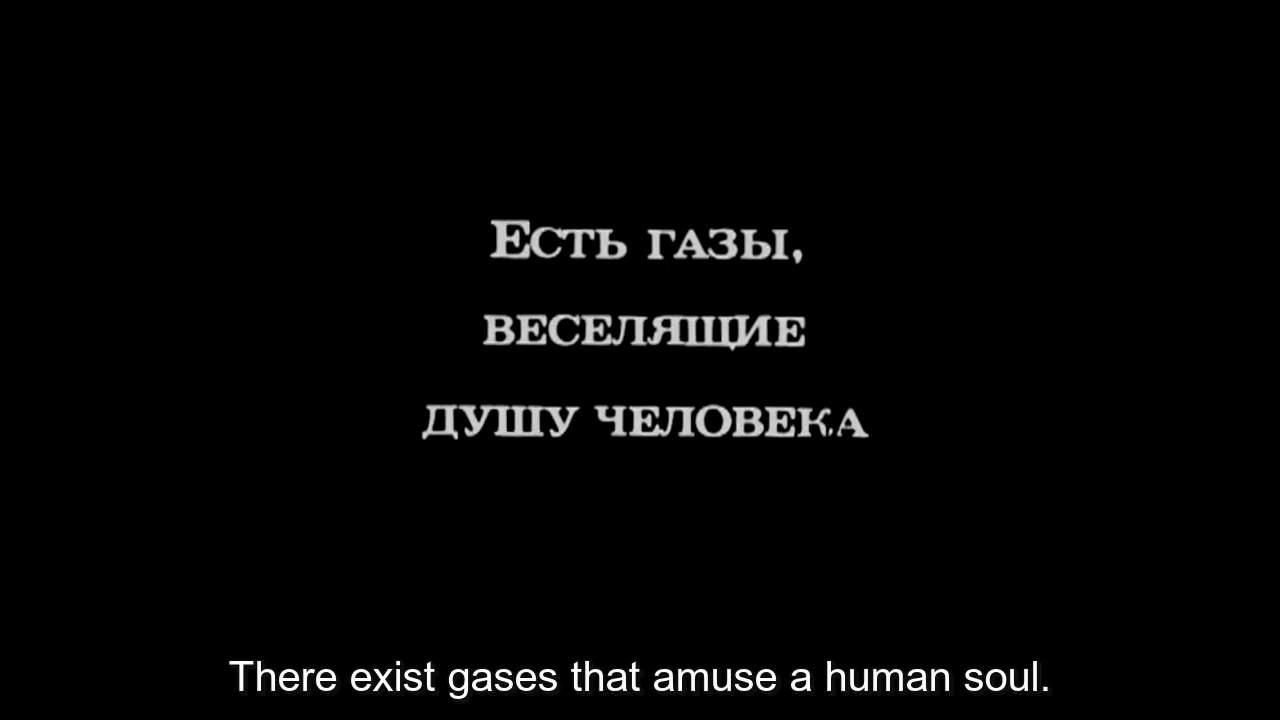 Есть газы,
веселящие
душу человека
There exist gases that amuse a human soul.